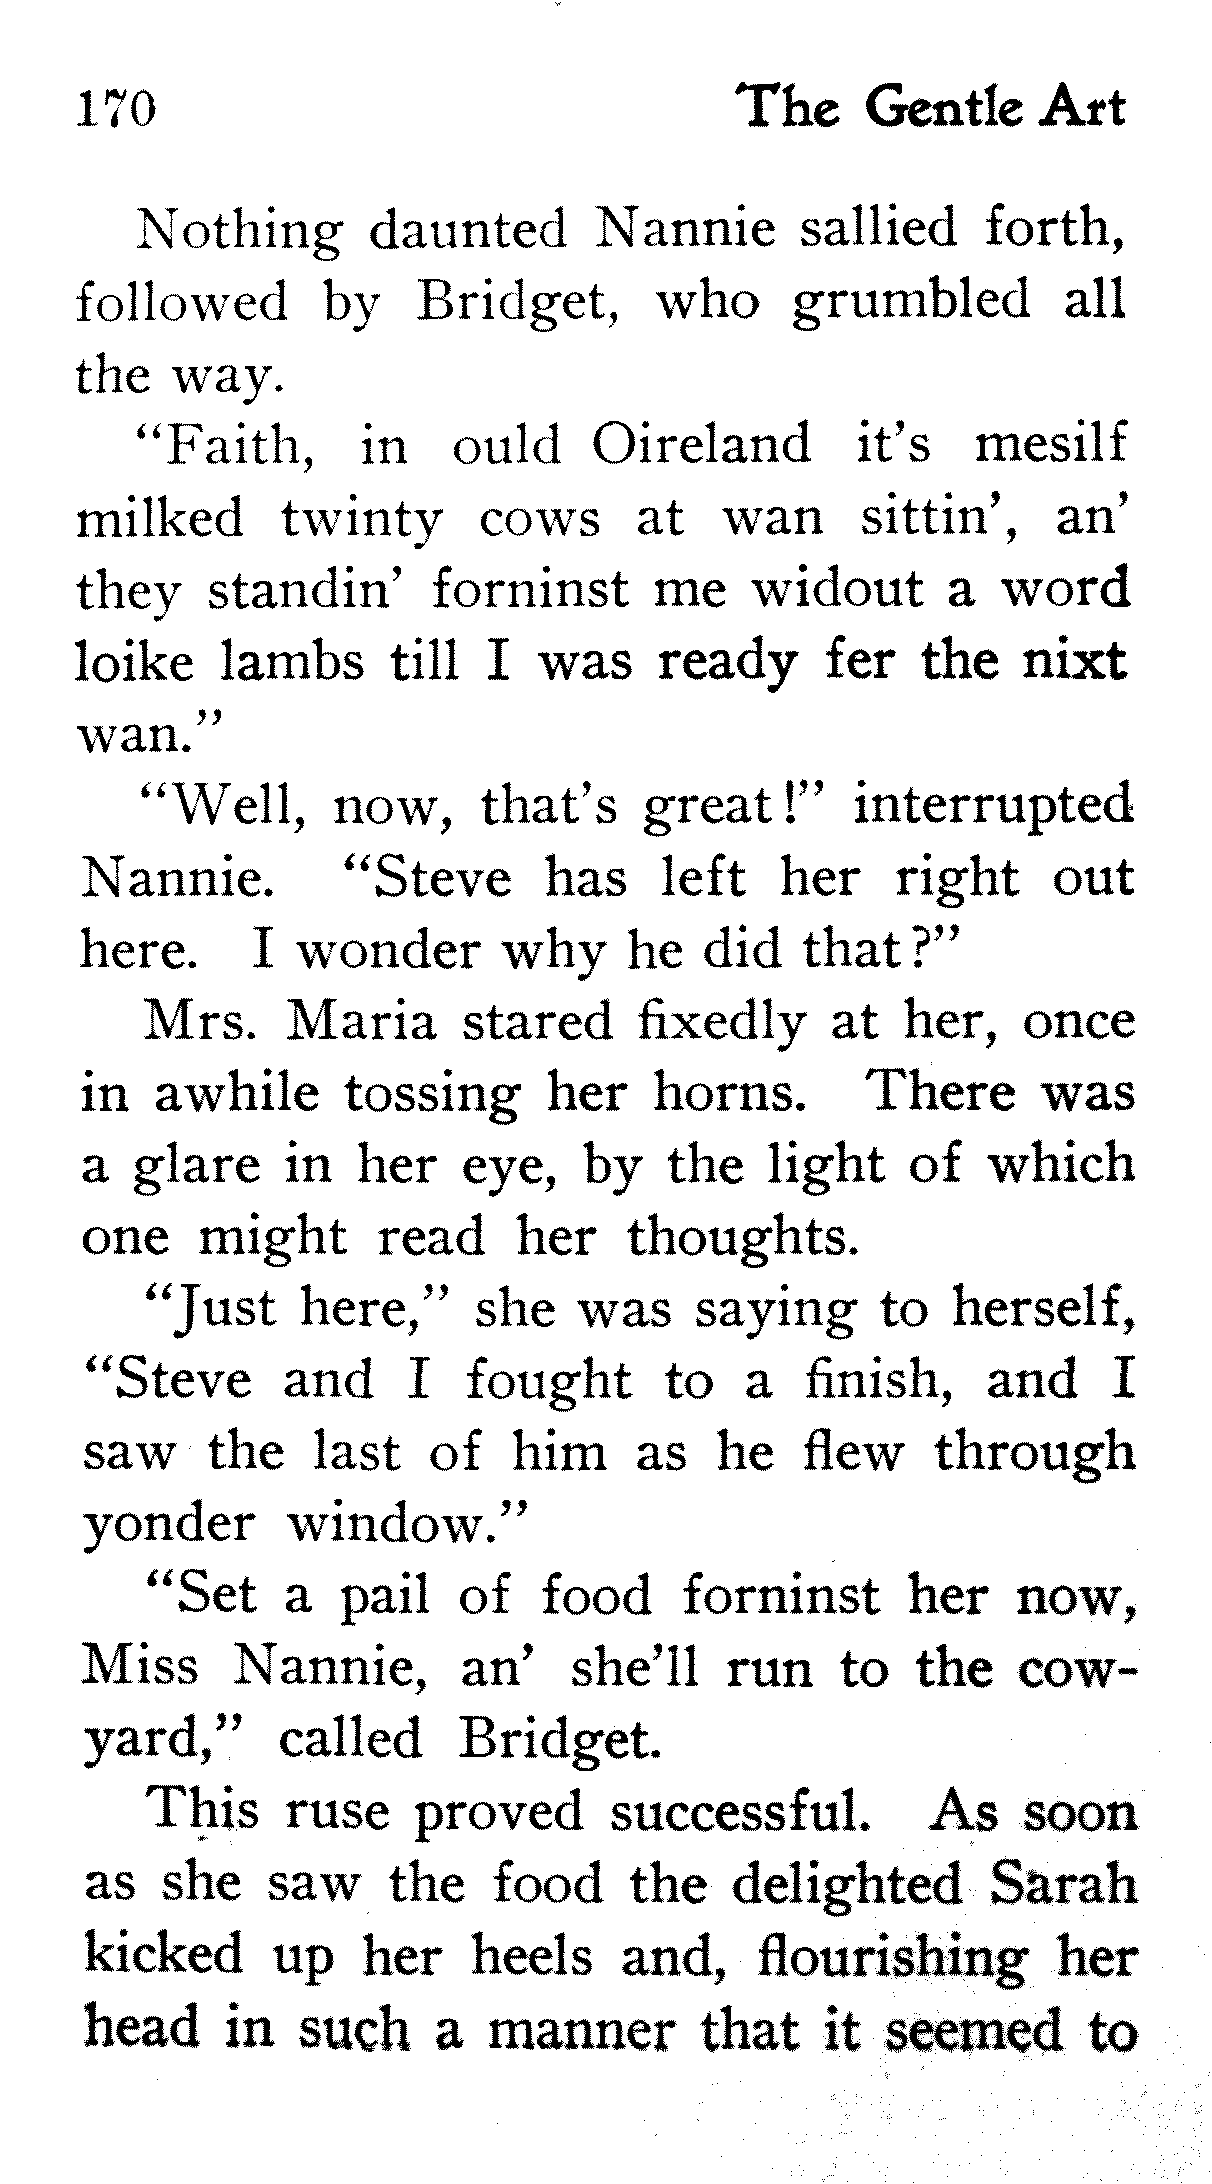 170 The Gentle Art
Nothing daunted Nannie sallied forth,
followed by Bridget, who grumbled all
the way.
“Faith, in ould Oireland it’s mesilf
milked twinty cows at wan sittin’, an’
they standin’ forninst me widout a word
loike lambs till I was ready fer the nixt
wan.”
“Well, now, that’s great!” interrupted
Nannie. “Steve has left her right out
here. I wonder why he did that?”
Mrs. Maria stared fixedly at her, once
in awhile tossing her horns. There was
a glare in her eye, by the light of which
one might read her thoughts.
“Just here,” she was saying to herself,
“Steve and I fought to a finish, and I
saw the last of him as he flew through
yonder window.”
“Set a pail of food forninst her now,
Miss Nannie, an’ she’ll run to the cow-
yard,” called Bridget.
This ruse proved successful. As soon
as she saw the food the delighted Sarah
kicked up her heels and, flourishing her
head in such a manner that it seemed to